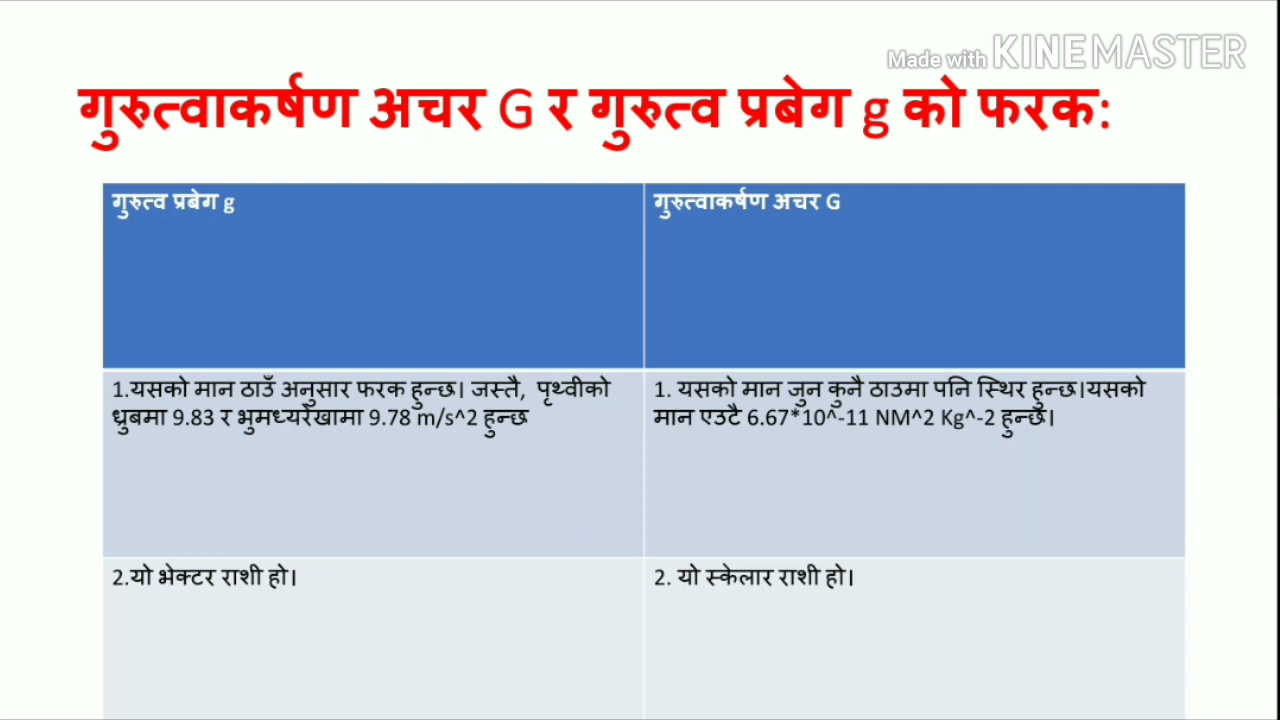 Made with KINEMASTER
गुरुत्वाकर्षण अचर G र गुरुत्व प्रबेग g को फरक:
गुरुत्व प्रबेग g
गुरुत्वाकर्षण अचर G
1.यसको मान ठाउँ अनुसार फरक हुन्छ। जस्तै, पृथ्वीको
ध्रुबमा 9.83 र भुमध्यरेखामा 9.78 m/s^2 हुन्छ
1. यसको मान जुन कुनै ठाउमा पनि स्थिर हुन्छ।यसको
मान एउटै 6.67*10^-11 NM^2 Kg^-2 हुन्छ।
2.यो भेक्टर राशी हो।
2. यो स्केलार राशी हो।